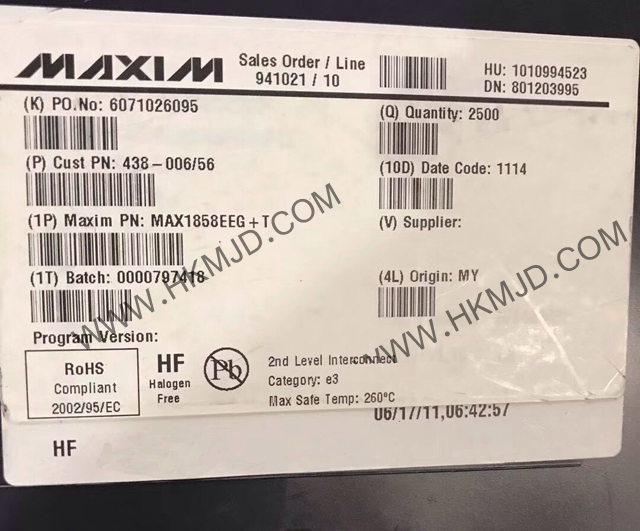 MAXIM
Sales Order / Line
941021 / 10
HU: 1010994523
DN: 801203995
(K) PO.No: 6071026095
(Q) Quantity: 2500
(P) Cust PN: 438-006/56
(10D) Date Code: 1114
(1P) Maxim PN: MAX1858EEG+T
(V) Supplier:
(1T) Batch: 0000797478
(4L) Origin: MY
Program Version:
RoHS
Compliant
2002/95/EC
HF
Halogen
Free
Pb
2nd Level Interconnect
Category: e3
Max Safe Temp: 260°C
06/17/11,06:42:57
HF
WWW.HKMJD.COM
WWW.HKMJD.COM